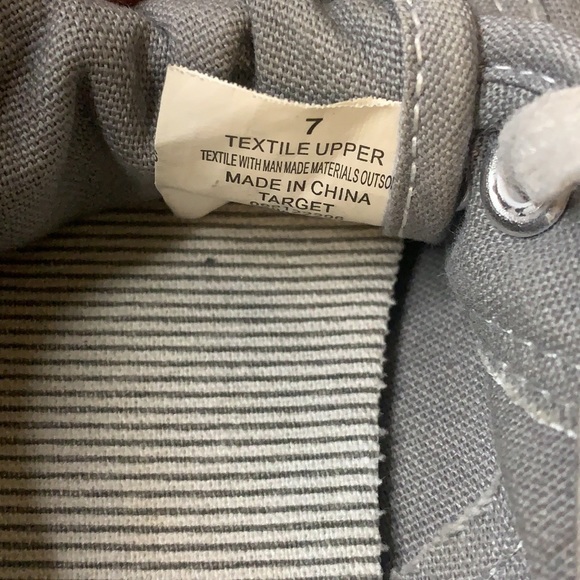 7
TEXTILE UPPER
TEXTILE WITH MAN MADE MATERIALS OUTSO
MADE IN CHINA
TARGET